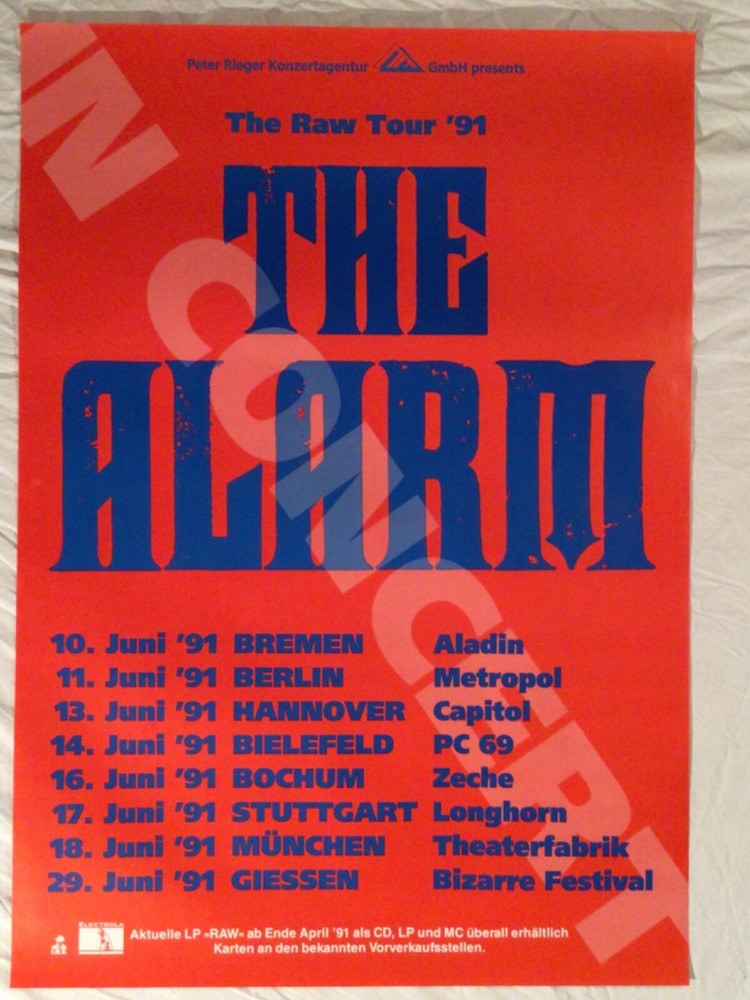 Peter Rieger Konzertagentur GmbH presents
The Raw Tour '91
THE
ALARM
IN CONCERT
10. Juni '91 BREMEN Aladin
11. Juni '91 BERLIN Metropol
13. Juni '91 HANNOVER Capitol
14. Juni '91 BIELEFELD PC 69
16. Juni '91 BOCHUM Zeche
17. Juni '91 STUTTGART Longhorn
18. Juni '91 MÜNCHEN Theaterfabrik
29. Juni '91 GIESSEN Bizarre Festival
ELECTROLA
Aktuelle LP »RAW« ab Ende April '91 als CD, LP und MC überall erhältlich
Karten an den bekannten Vorverkaufsstellen.